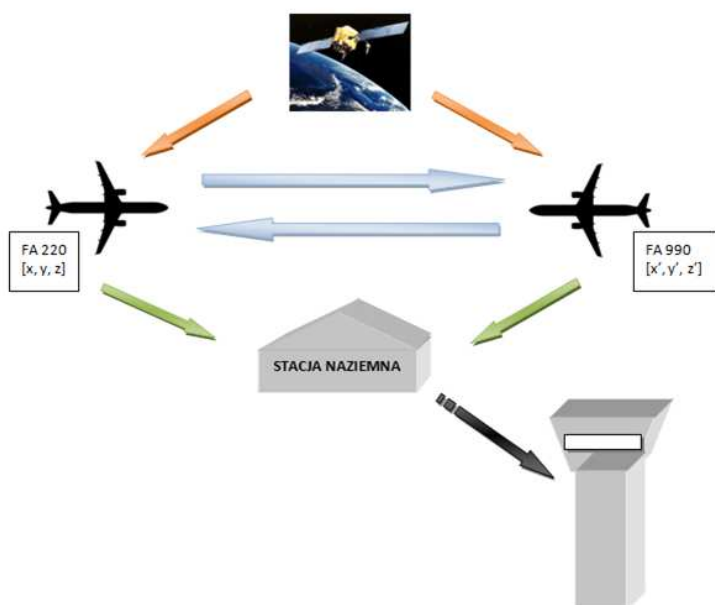 FA 220
[x, y, z]
FA 990
[x’, y’, z’]
STACJA NAZIEMNA